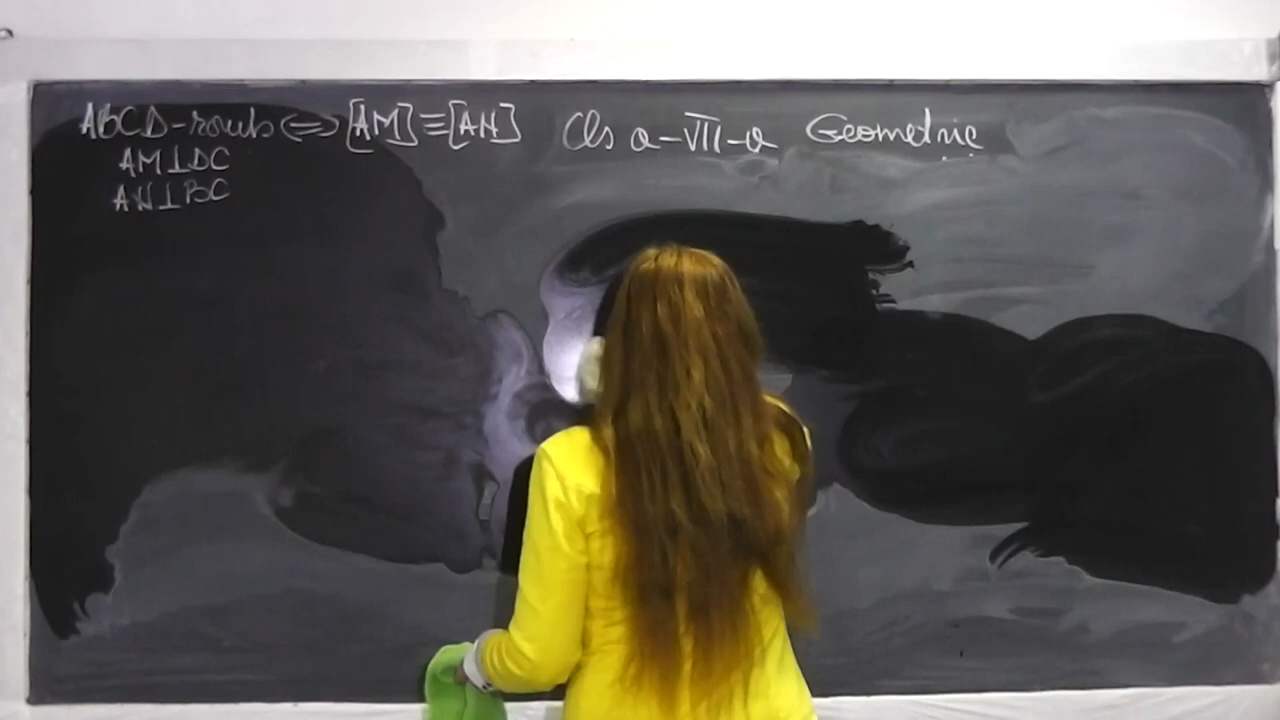 ABCD-romb ⇔ [AM] ≡ [AN] Cls a-VII-a Geometrie
AM⊥DC
AN⊥BC